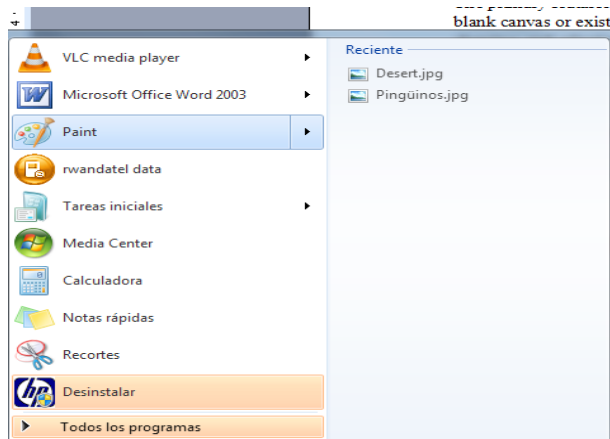 blank canvas or exist
VLC media player
Microsoft Office Word 2003
Paint
rwandatel data
Tareas iniciales
Media Center
Calculadora
Notas rápidas
Recortes
hp
Desinstalar
Todos los programas
Reciente
Desert.jpg
Pingüinos.jpg